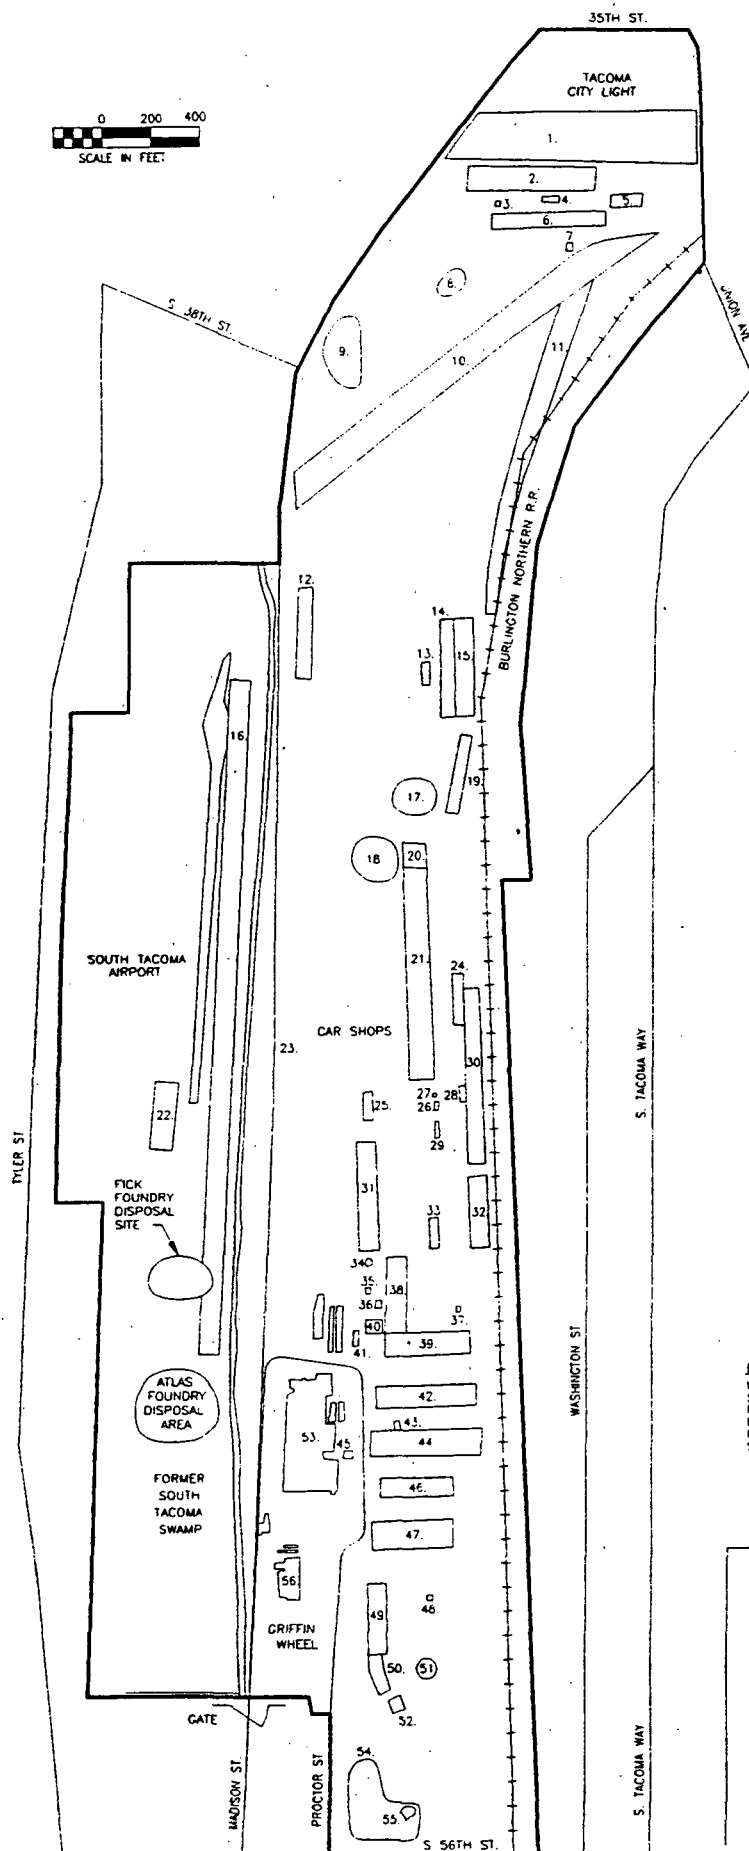 35TH ST.
TACOMA
CITY LIGHT
0 200 400
SCALE IN FEET
1.
2.
3.
4.
5.
6.
7
8.
S 38TH ST.
UNION AVE
9.
10.
11.
BURLINGTON NORTHERN R.R.
12.
13.
14.
15.
16.
17.
18
19.
20.
21.
SOUTH TACOMA
AIRPORT
24.
CAR SHOPS
23.
30.
S. TACOMA WAY
22.
25.
27.
26.
28.
29
TYLER ST
FICK
FOUNDRY
DISPOSAL
SITE
31.
32.
33
34
35.
36
38.
37.
40
41.
39.
ATLAS
FOUNDRY
DISPOSAL
AREA
WASHINGTON ST
42.
43.
44
53.
45.
FORMER
SOUTH
TACOMA
SWAMP
46.
47.
56.
49.
48.
GRIFFIN
WHEEL
50.
51
52.
GATE
MADISON ST.
PROCTOR ST
S. TACOMA WAY
54.
55.
S 56TH ST.